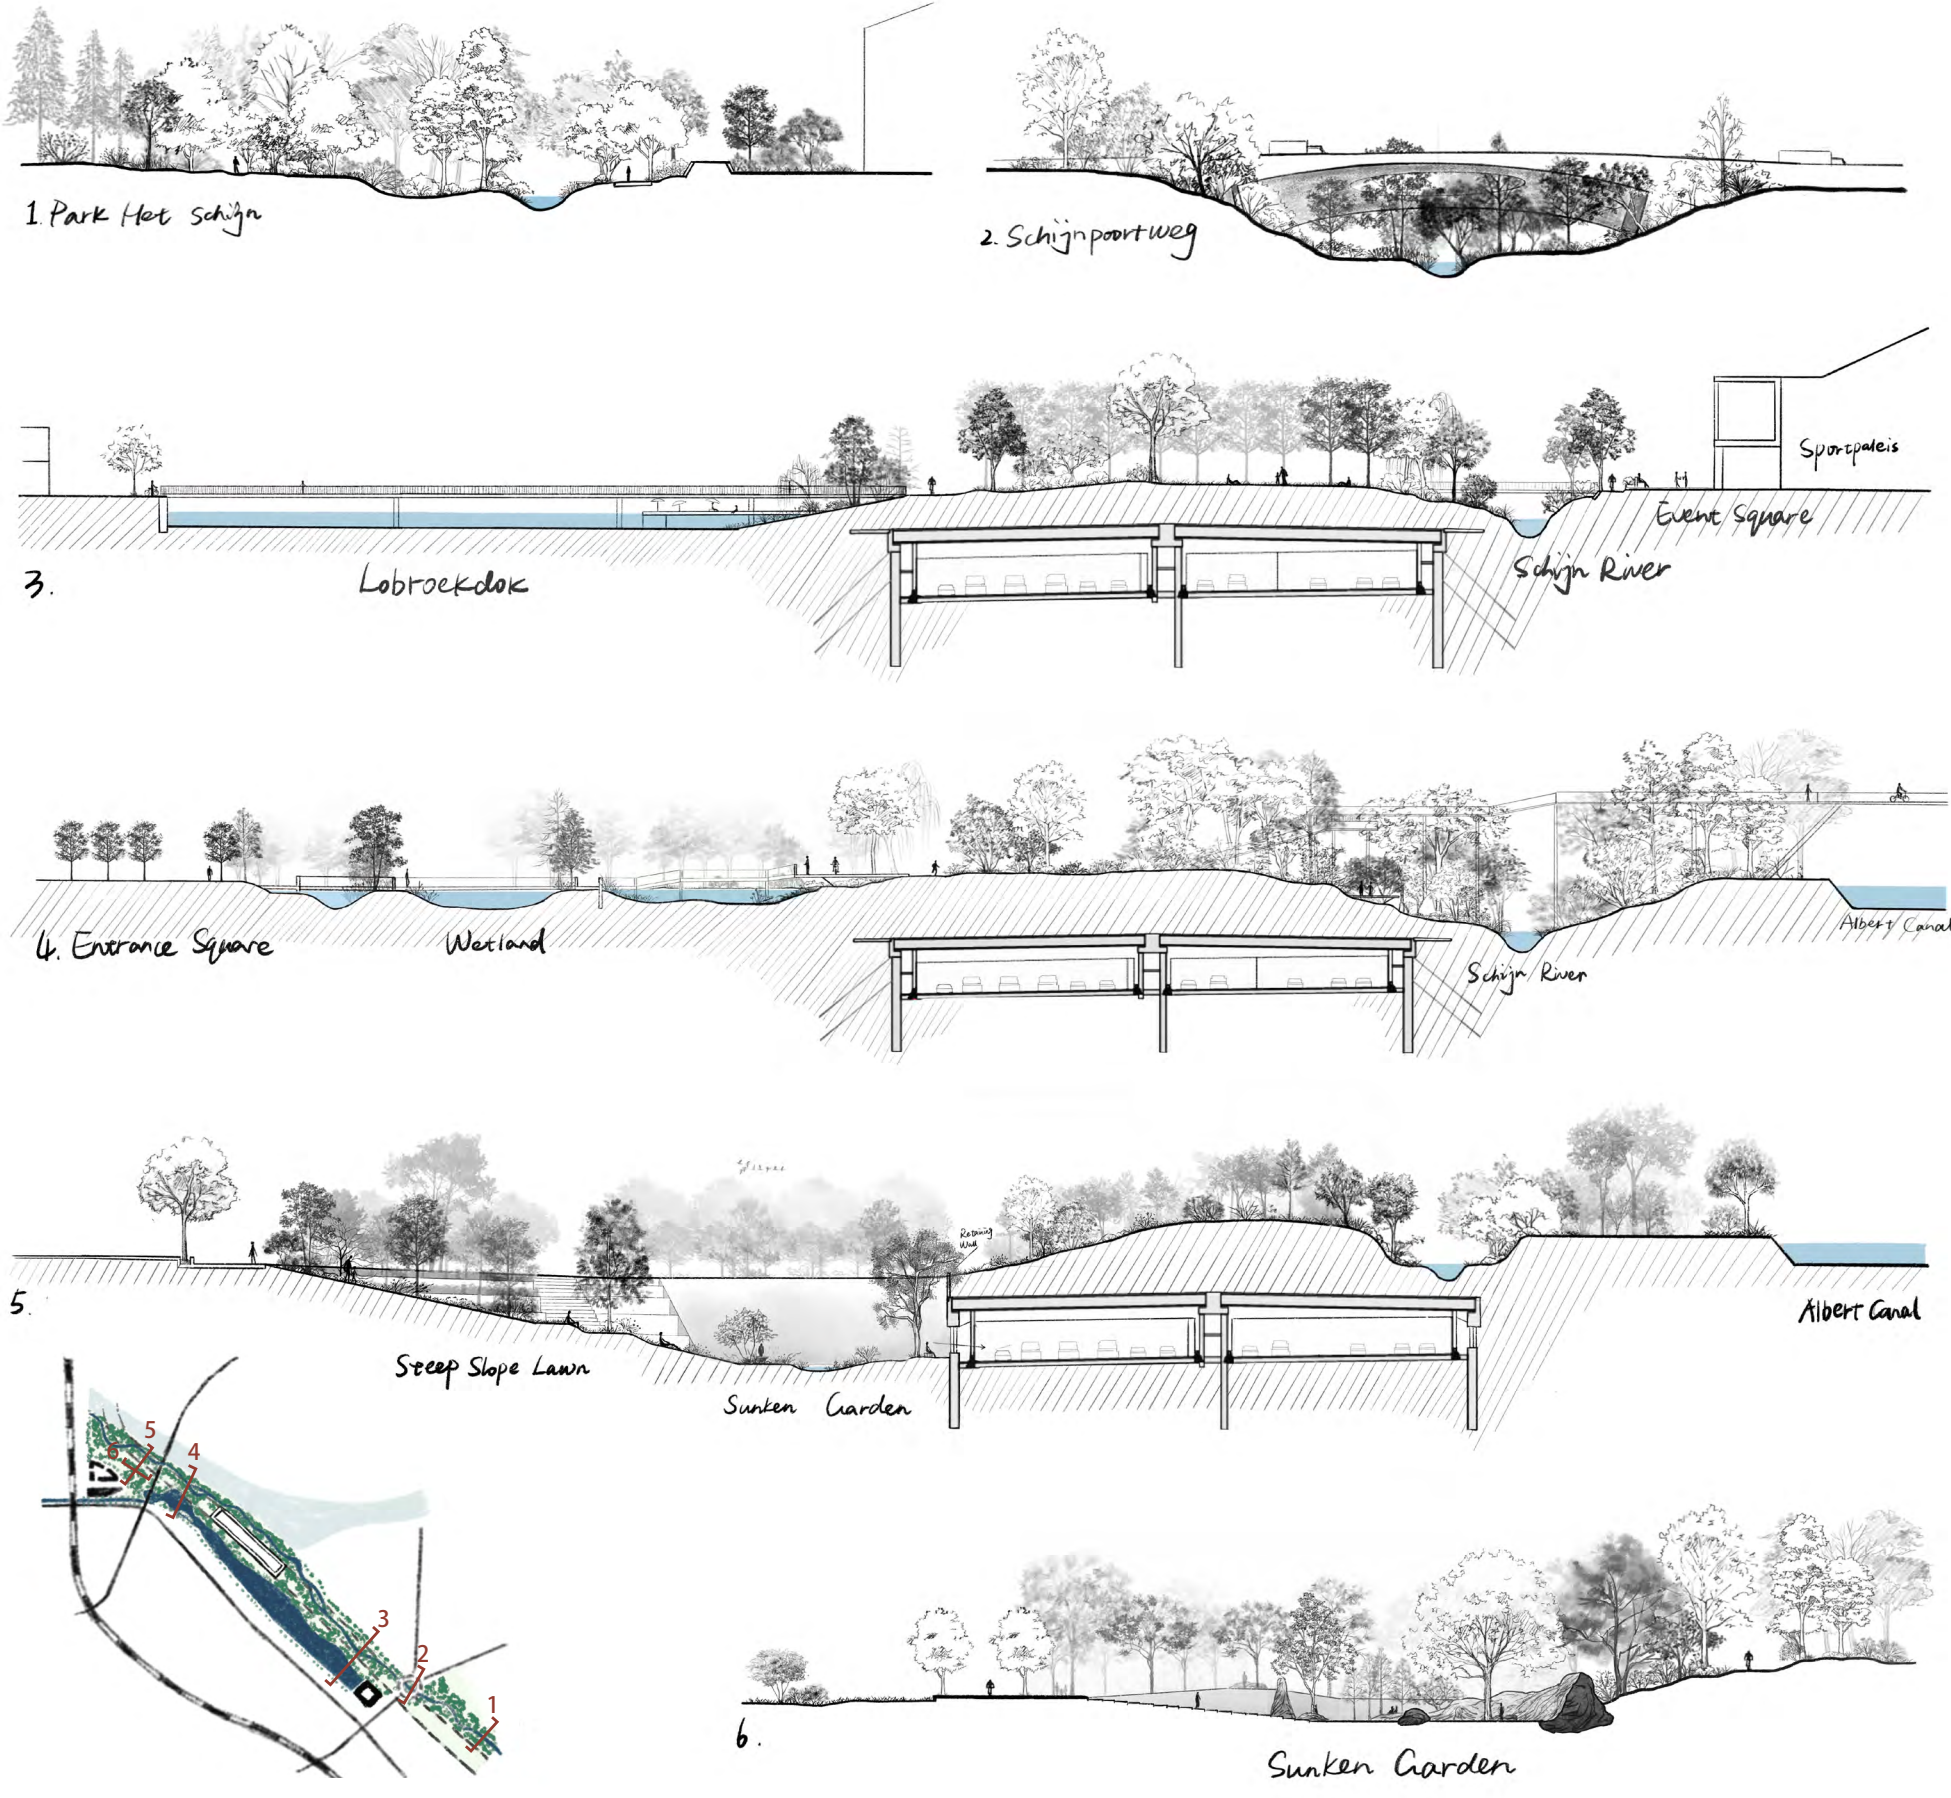 1. Park Het Schijn
2. Schijnpoortweg
Sportpaleis
Event Square
Schijn River
3.
Lobroekdok
Albert Canal
4. Entrance Square
Wetland
Schijn River
Retaining
Wall
5.
Albert Canal
Steep Slope Lawn
Sunken Garden
5
6
4
3
2
1
6.
Sunken Garden